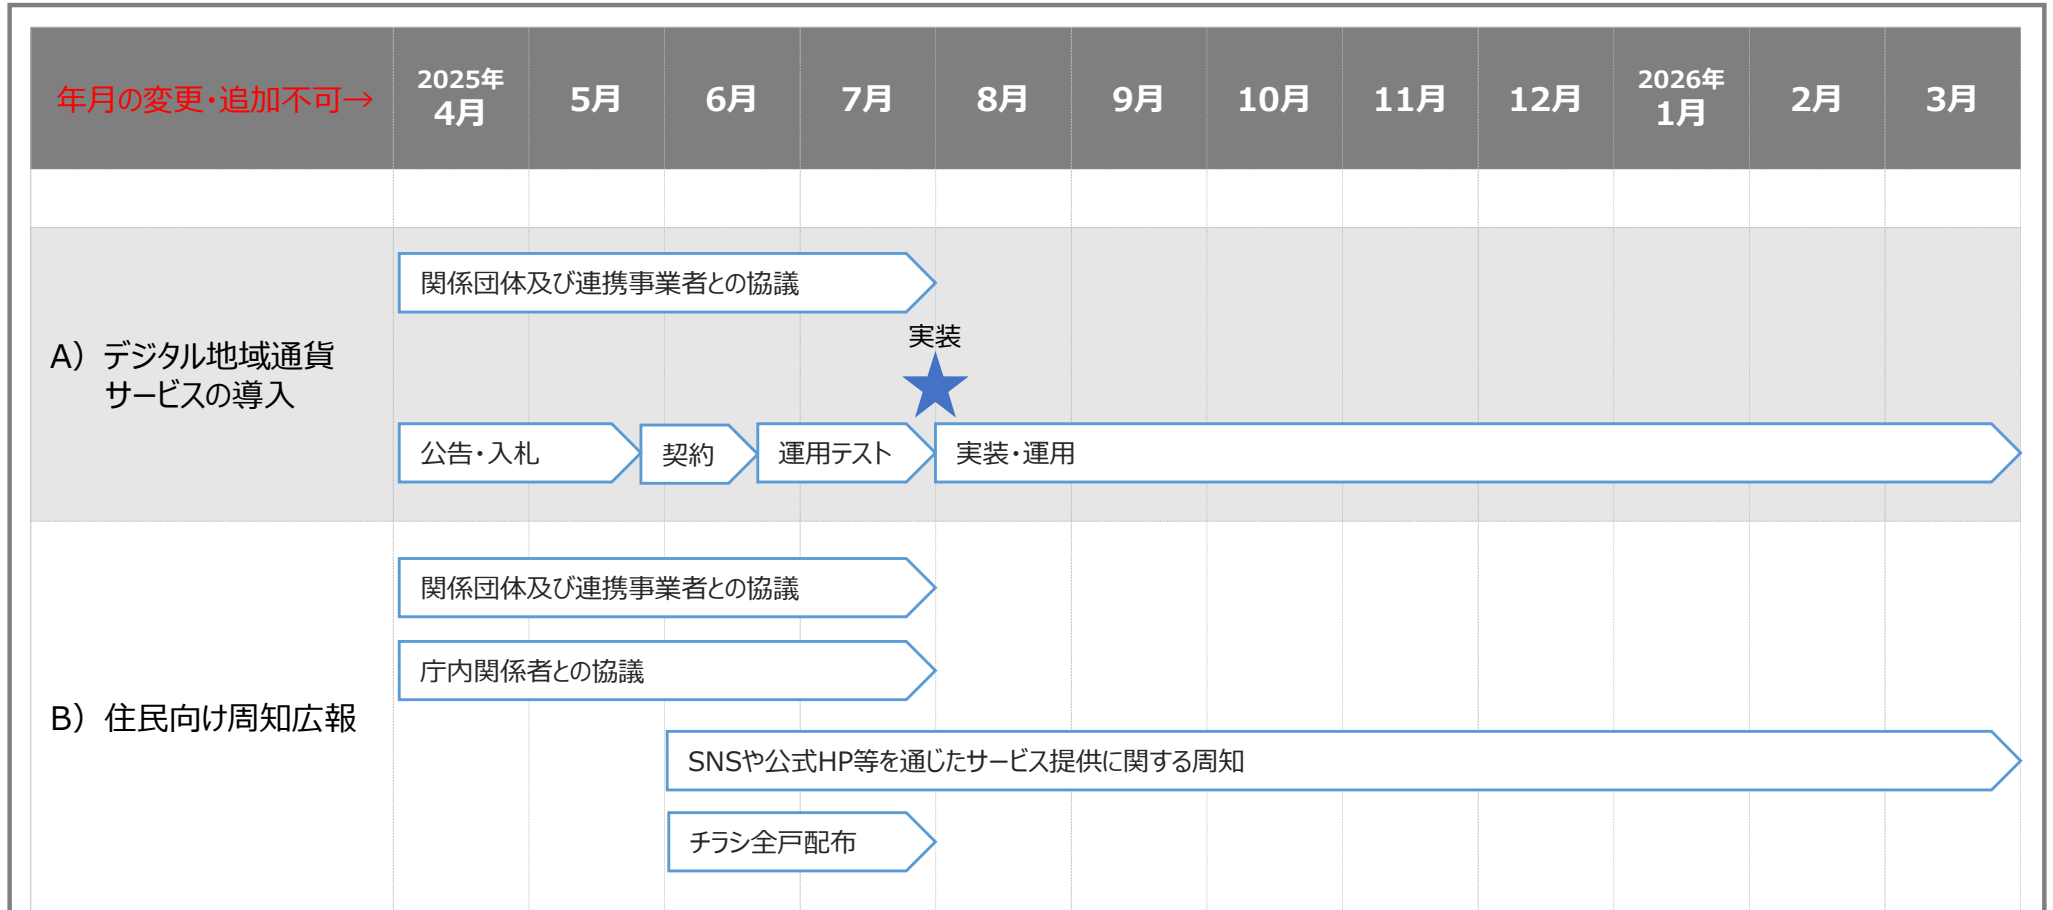 年月の変更・追加不可→
2025年
4月
5月
6月
7月
8月
9月
10月
11月
12月
2026年
1月
2月
3月
A）デジタル地域通貨
サービスの導入
関係団体及び連携事業者との協議
実装
公告・入札
契約
運用テスト
実装・運用
B）住民向け周知広報
関係団体及び連携事業者との協議
庁内関係者との協議
SNSや公式HP等を通じたサービス提供に関する周知
チラシ全戸配布